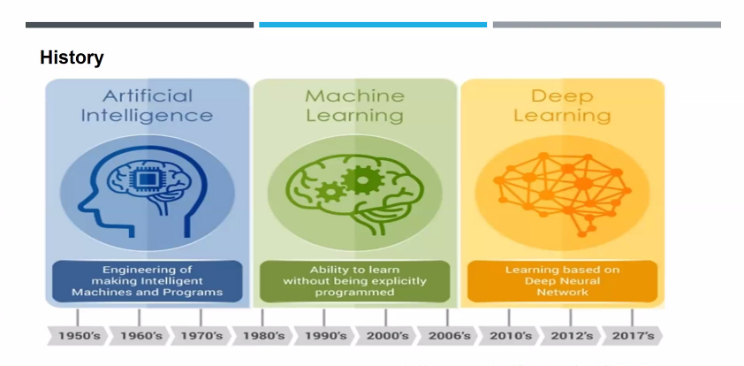 History
Artificial
Intelligence
Machine
Learning
Deep
Learning
Engineering of
making Intelligent
Machines and Programs
Ability to learn
without being explicitly
programmed
Learning based on
Deep Neural
Network
1950's 1960's 1970's 1980's 1990's 2000's 2006's 2010's 2012's 2017's